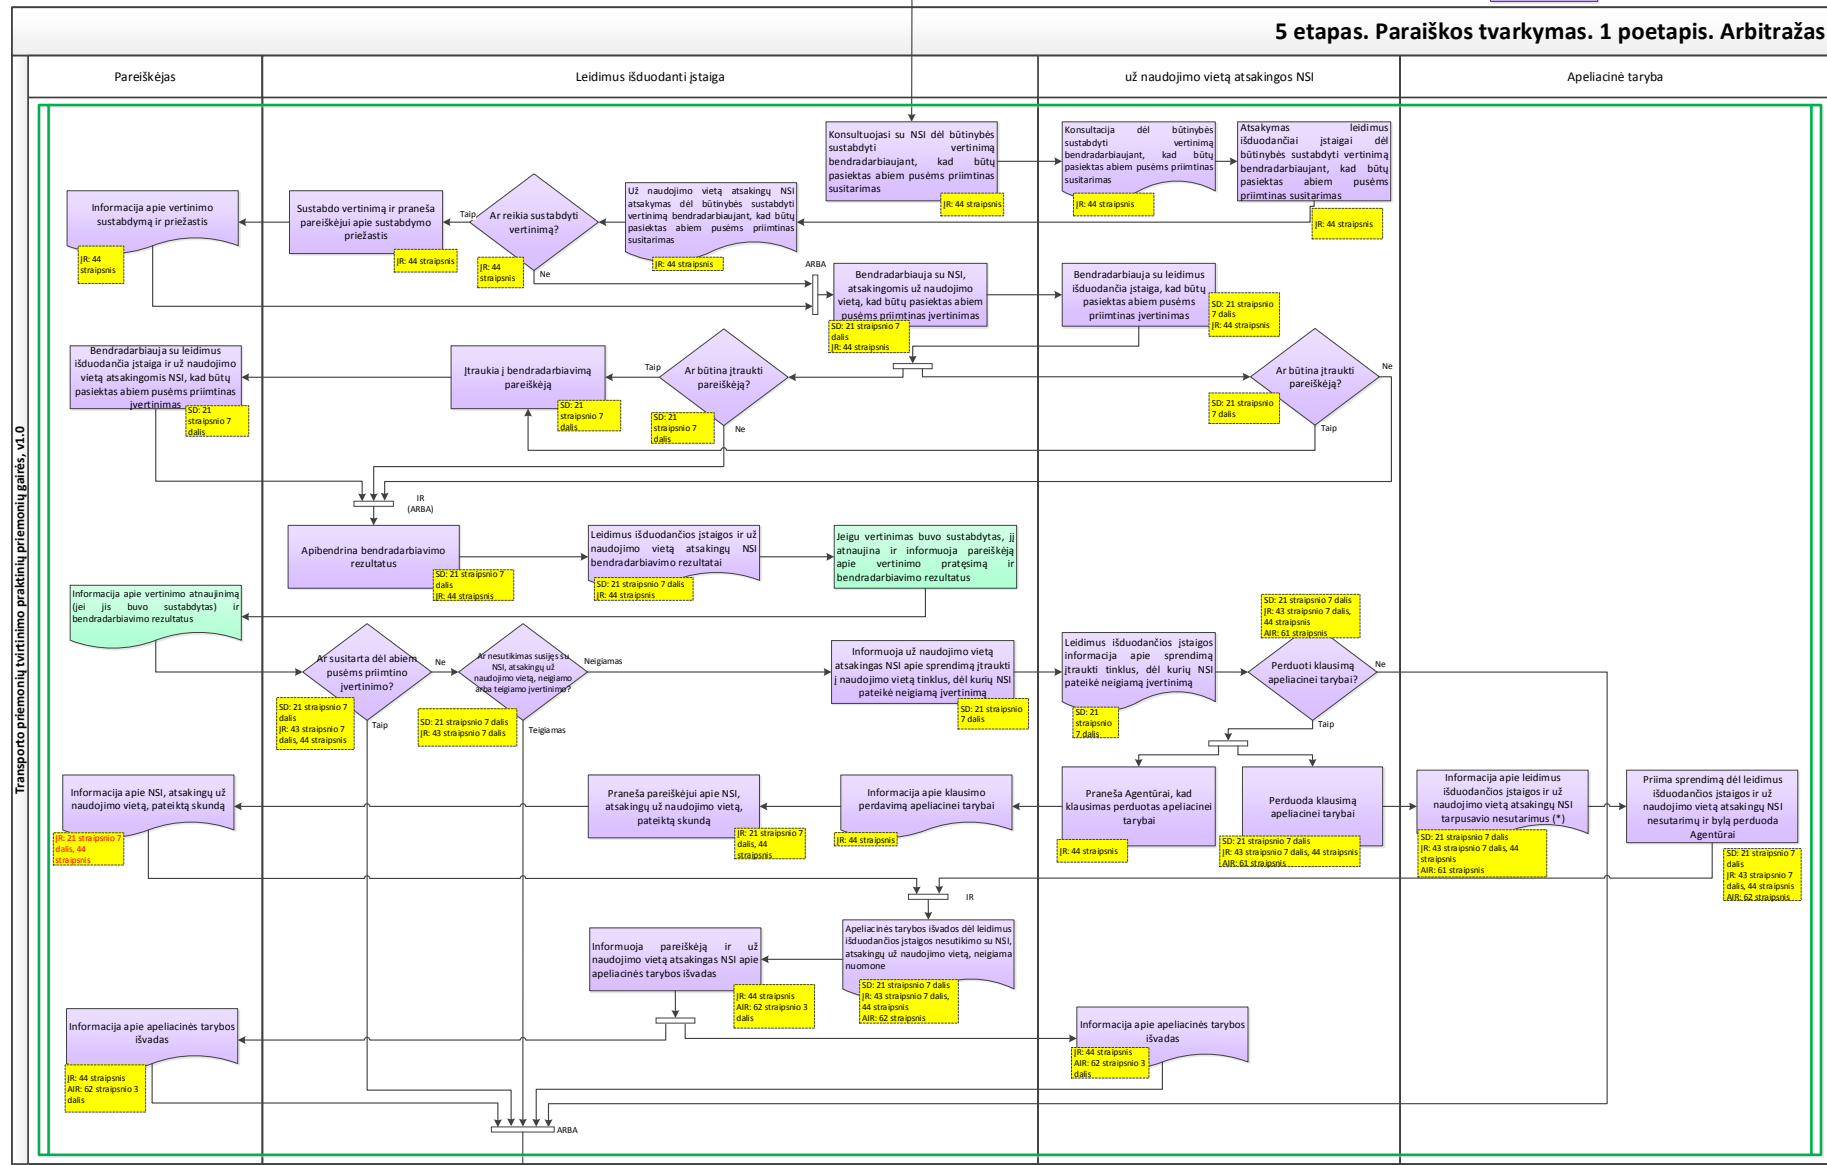 5 etapas. Paraiškos tvarkymas. 1 poetapis. Arbitražas
Transporto priemonių tvirtinimo praktinių priemonių gairės, v1.0
Pareiškėjas
Leidimus išduodanti įstaiga
už naudojimo vietą atsakingos NSI
Apeliacinė taryba
Konsultuojasi su NSI dėl būtinybės
sustabdyti vertinimą
bendradarbiaujant, kad būtų
pasiektas abiem pusėms priimtinas
susitarimas
JR: 44 straipsnis
Konsultacija dėl būtinybės
sustabdyti vertinimą
bendradarbiaujant, kad būtų
pasiektas abiem pusėms priimtinas
susitarimas
JR: 44 straipsnis
Atsakymas leidimus
išduodančiai įstaigai dėl
būtinybės sustabdyti vertinimą
bendradarbiaujant, kad būtų
pasiektas abiem pusėms
priimtinas susitarimas
JR: 44 straipsnis
Už naudojimo vietą atsakingų NSI
atsakymas dėl būtinybės sustabdyti
vertinimą bendradarbiaujant, kad būtų
pasiektas abiem pusėms priimtinas
susitarimas
JR: 44 straipsnis
Ar reikia sustabdyti
vertinimą?
JR: 44
straipsnis
Taip
Ne
Sustabdo vertinimą ir praneša
pareiškėjui apie sustabdymo
priežastis
JR: 44 straipsnis
Informacija apie vertinimo
sustabdymą ir priežastis
JR: 44
straipsnis
ARBA
Bendradarbiauja su NSI,
atsakingomis už naudojimo
vietą, kad būtų pasiektas abiem
pusėms priimtinas įvertinimas
SD: 21 straipsnio 7
dalis
JR: 44 straipsnis
Bendradarbiauja su leidimus
išduodančia įstaiga, kad būtų
pasiektas abiem pusėms
priimtinas įvertinimas
SD: 21 straipsnio
7 dalis
JR: 44 straipsnis
Ar būtina įtraukti
pareiškėją?
SD: 21 straipsnio
7 dalis
Ne
Taip
Ar būtina įtraukti
pareiškėją?
SD: 21
straipsnio 7
dalis
Taip
Ne
Įtraukia į bendradarbiavimą
pareiškėją
SD: 21
straipsnio 7
dalis
Bendradarbiauja su leidimus
išduodančia įstaiga ir už naudojimo
vietą atsakingomis NSI, kad būtų
pasiektas abiem pusėms priimtinas
įvertinimas
SD: 21
straipsnio 7
dalis
IR
(ARBA)
Apibendrina bendradarbiavimo
rezultatus
SD: 21 straipsnio 7
dalis
JR: 44 straipsnis
Leidimus išduodančios įstaigos ir už
naudojimo vietą atsakingų NSI
bendradarbiavimo rezultatai
SD: 21 straipsnio 7 dalis
JR: 44 straipsnis
Jeigu vertinimas buvo sustabdytas, jį
atnaujina ir informuoja pareiškėją
apie vertinimo pratęsimą ir
bendradarbiavimo rezultatus
Informacija apie vertinimo atnaujinimą
(jei jis buvo sustabdytas) ir
bendradarbiavimo rezultatus
Ar susitarta dėl abiem
pusėms priimtino
įvertinimo?
SD: 21 straipsnio 7
dalis
JR: 43 straipsnio 7
dalis, 44 straipsnis
Ne
Taip
Ar nesutikimas susijęs su
NSI, atsakingų už
naudojimo vietą, neigiamo
arba teigiamo įvertinimo?
SD: 21 straipsnio 7 dalis
JR: 43 straipsnio 7 dalis
Neigiamas
Teigiamas
Informuoja už naudojimo vietą
atsakingas NSI apie sprendimą įtraukti
į naudojimo vietą tinklus, dėl kurių NSI
pateikė neigiamą įvertinimą
SD: 21 straipsnio
7 dalis
Leidimus išduodančios įstaigos
informacija apie sprendimą
įtraukti tinklus, dėl kurių NSI
pateikė neigiamą įvertinimą
SD: 21
straipsnio
7 dalis
SD: 21 straipsnio 7 dalis
JR: 43 straipsnio 7 dalis,
44 straipsnis
AIR: 61 straipsnis
Perduoti klausimą
apeliacinei tarybai?
Ne
Taip
Informacija apie NSI, atsakingų už
naudojimo vietą, pateiktą skundą
JR: 21 straipsnio 7
dalis, 44
straipsnis
Praneša pareiškėjui apie NSI,
atsakingų už naudojimo vietą,
pateiktą skundą
JR: 21 straipsnio 7
dalis, 44
straipsnis
Informacija apie klausimo
perdavimą apeliacinei tarybai
JR: 44 straipsnis
Praneša Agentūrai, kad
klausimas perduotas apeliacinei
tarybai
JR: 44 straipsnis
Perduoda klausimą
apeliacinei tarybai
SD: 21 straipsnio 7 dalis
JR: 43 straipsnio 7 dalis, 44 straipsnis
AIR: 61 straipsnis
Informacija apie leidimus
išduodančios įstaigos ir už
naudojimo vietą atsakingų NSI
tarpusavio nesutarimus (*)
SD: 21 straipsnio 7 dalis
JR: 43 straipsnio 7 dalis, 44
straipsnis
AIR: 61 straipsnis
Priima sprendimą dėl leidimus
išduodančios įstaigos ir už
naudojimo vietą atsakingų NSI
nesutarimų ir bylą perduoda
Agentūrai
SD: 21 straipsnio 7
dalis
JR: 43 straipsnio 7
dalis, 44 straipsnis
AIR: 62 straipsnis
IR
Apeliacinės tarybos išvados dėl leidimus
išduodančios įstaigos nesutikimo su NSI,
atsakingų už naudojimo vietą, neigiama
nuomone
SD: 21 straipsnio 7 dalis
JR: 43 straipsnio 7 dalis,
44 straipsnis
AIR: 62 straipsnis
Informuoja pareiškėją ir už
naudojimo vietą atsakingas NSI apie
apeliacinės tarybos išvadas
JR: 44 straipsnis
AIR: 62 straipsnio 3
dalis
Informacija apie apeliacinės tarybos
išvadas
JR: 44 straipsnis
AIR: 62 straipsnio 3
dalis
Informacija apie apeliacinės tarybos
išvadas
JR: 44 straipsnis
AIR: 62 straipsnio 3
dalis
ARBA